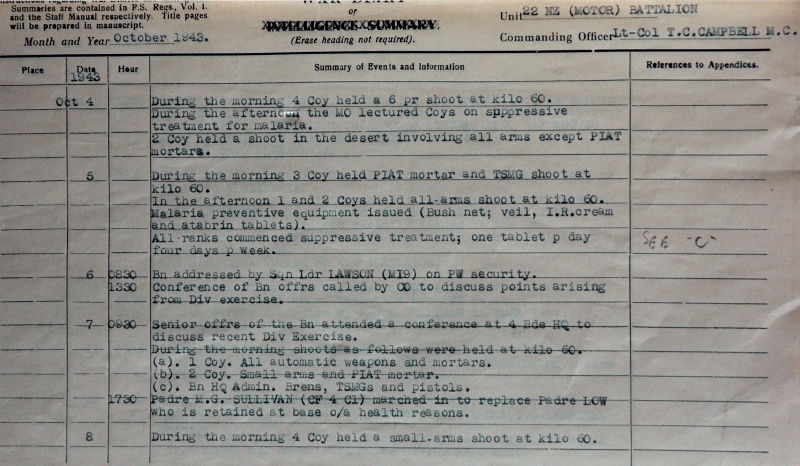 Summaries are contained in F.S. Regs., Vol. I.
and the Staff Manual respectively. Title pages
will be prepared in manuscript.
Month and Year October 1943.
or
INTELLIGENCE SUMMARY.
(Erase heading not required).
Unit 22 NZ (MOTOR) BATTALION
Commanding Officer Lt-Col T.C.CAMPBELL M.C.
Place Date Hour Summary of Events and Information References to Appendices.
1943
Oct 4 During the morning 4 Coy held a 6 pr shoot at kilo 60.
During the afternoon the MO lectured Coys on suppressive
treatment for malaria.
2 Coy held a shoot in the desert involving all arms except PIAT
mortars.
5 During the morning 3 Coy held PIAT mortar and TSMG shoot at
kilo 60.
In the afternoon 1 and 2 Coys held all-arms shoot at kilo 60.
Malaria preventive equipment issued (Bush net; veil, I.R.cream
and atabrin tablets).
All ranks commenced suppressive treatment; one tablet p day
four days p week.
SEE "C"
6 0830 Bn addressed by Sqn Ldr LAWSON (MI9) on PW security.
1330 Conference of Bn offrs called by CO to discuss points arising
from Div exercise.
7 0930 Senior offrs of the Bn attended a conference at 4 Bde HQ to
discuss recent Div Exercise.
During the morning shoots as follows were held at kilo 60.
(a). 1 Coy. All automatic weapons and mortars.
(b). 2 Coy. Small arms and PIAT mortar.
(c). Bn HQ Admin. Brens, TSMGs and pistols.
1730 Padre M.G. SULLIVAN (CF 4 Cl) marched in to replace Padre LOW
who is retained at base o/a health reasons.
8 During the morning 4 Coy held a small-arms shoot at kilo 60.